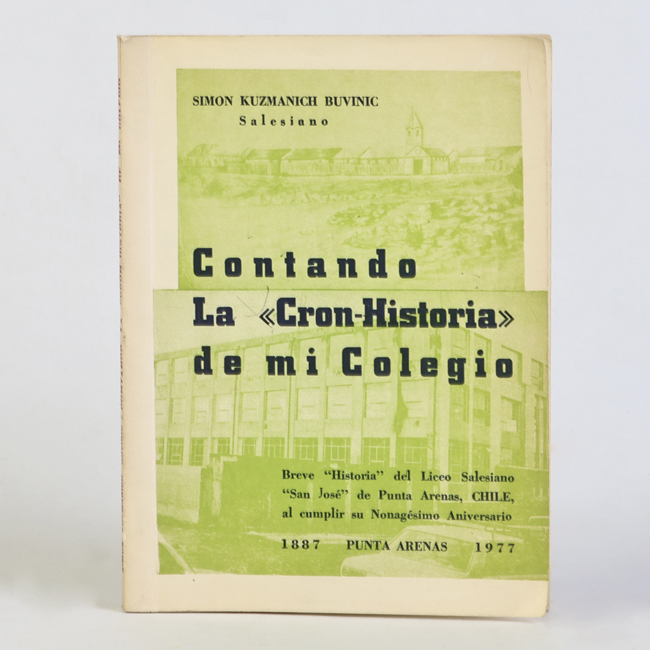 SIMON KUZMANICH BUVINIC
Salesiano
Contando
La «Cron-Historia»
de mi Colegio
Breve “Historia” del Liceo Salesiano
“San José” de Punta Arenas, CHILE,
al cumplir su Nonagésimo Aniversario
1887 PUNTA ARENAS 1977